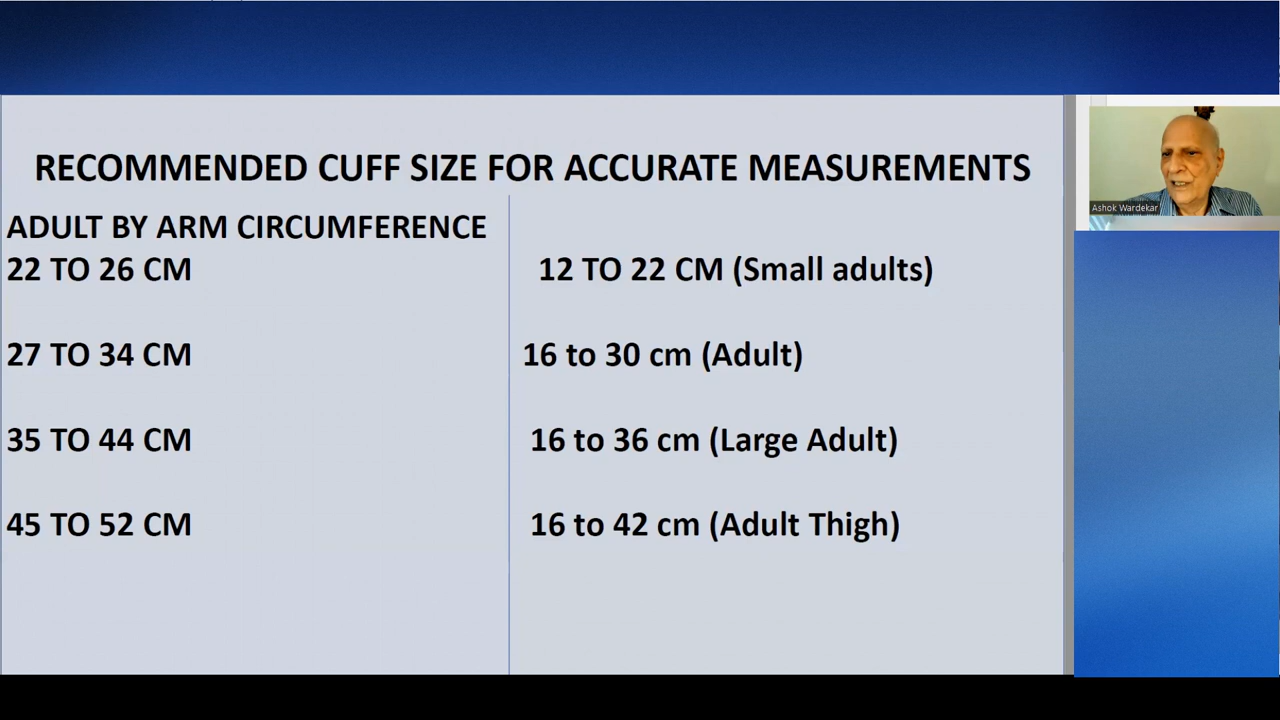 RECOMMENDED CUFF SIZE FOR ACCURATE MEASUREMENTS
ADULT BY ARM CIRCUMFERENCE
22 TO 26 CM
12 TO 22 CM (Small adults)
27 TO 34 CM
16 to 30 cm (Adult)
35 TO 44 CM
16 to 36 cm (Large Adult)
45 TO 52 CM
16 to 42 cm (Adult Thigh)
Ashok Wardekar